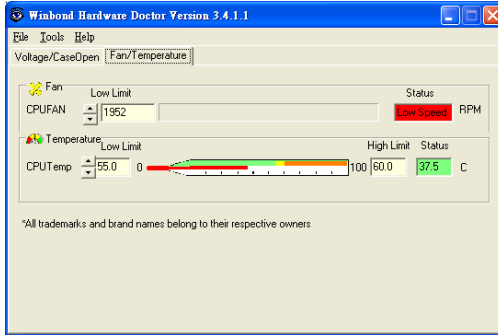 Winbond Hardware Doctor Version 3.4.1.1
File Tools Help
Voltage/CaseOpen Fan/Temperature
Fan
Low Limit Status
CPUFAN 1952 Low Speed RPM
Temperature
Low Limit High Limit Status
CPUTemp 55.0 0 100 60.0 37.5 C
*All trademarks and brand names belong to their respective owners